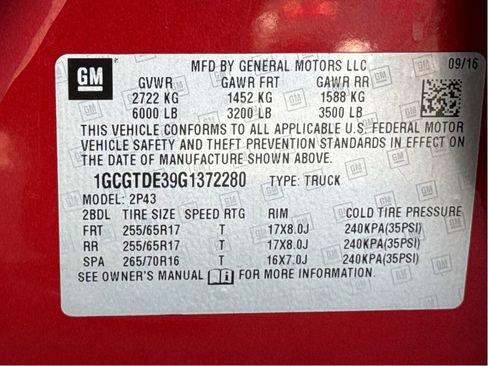 MFD BY GENERAL MOTORS LLC 09/16
GM
GVWR GAWR FRT GAWR RR
2722 KG 1452 KG 1588 KG
6000 LB 3200 LB 3500 LB
THIS VEHICLE CONFORMS TO ALL APPLICABLE U.S. FEDERAL MOTOR
VEHICLE SAFETY AND THEFT PREVENTION STANDARDS IN EFFECT
ON THE DATE OF MANUFACTURE SHOWN ABOVE.
1GCGTDE39G1372280 TYPE: TRUCK
MODEL: 2P43
2BDL TIRE SIZE SPEED RTG RIM COLD TIRE PRESSURE
FRT 255/65R17 T 17X8.0J 240KPA(35PSI)
RR 255/65R17 T 17X8.0J 240KPA(35PSI)
SPA 265/70R16 T 16X7.0J 240KPA(35PSI)
SEE OWNER'S MANUAL FOR MORE INFORMATION.